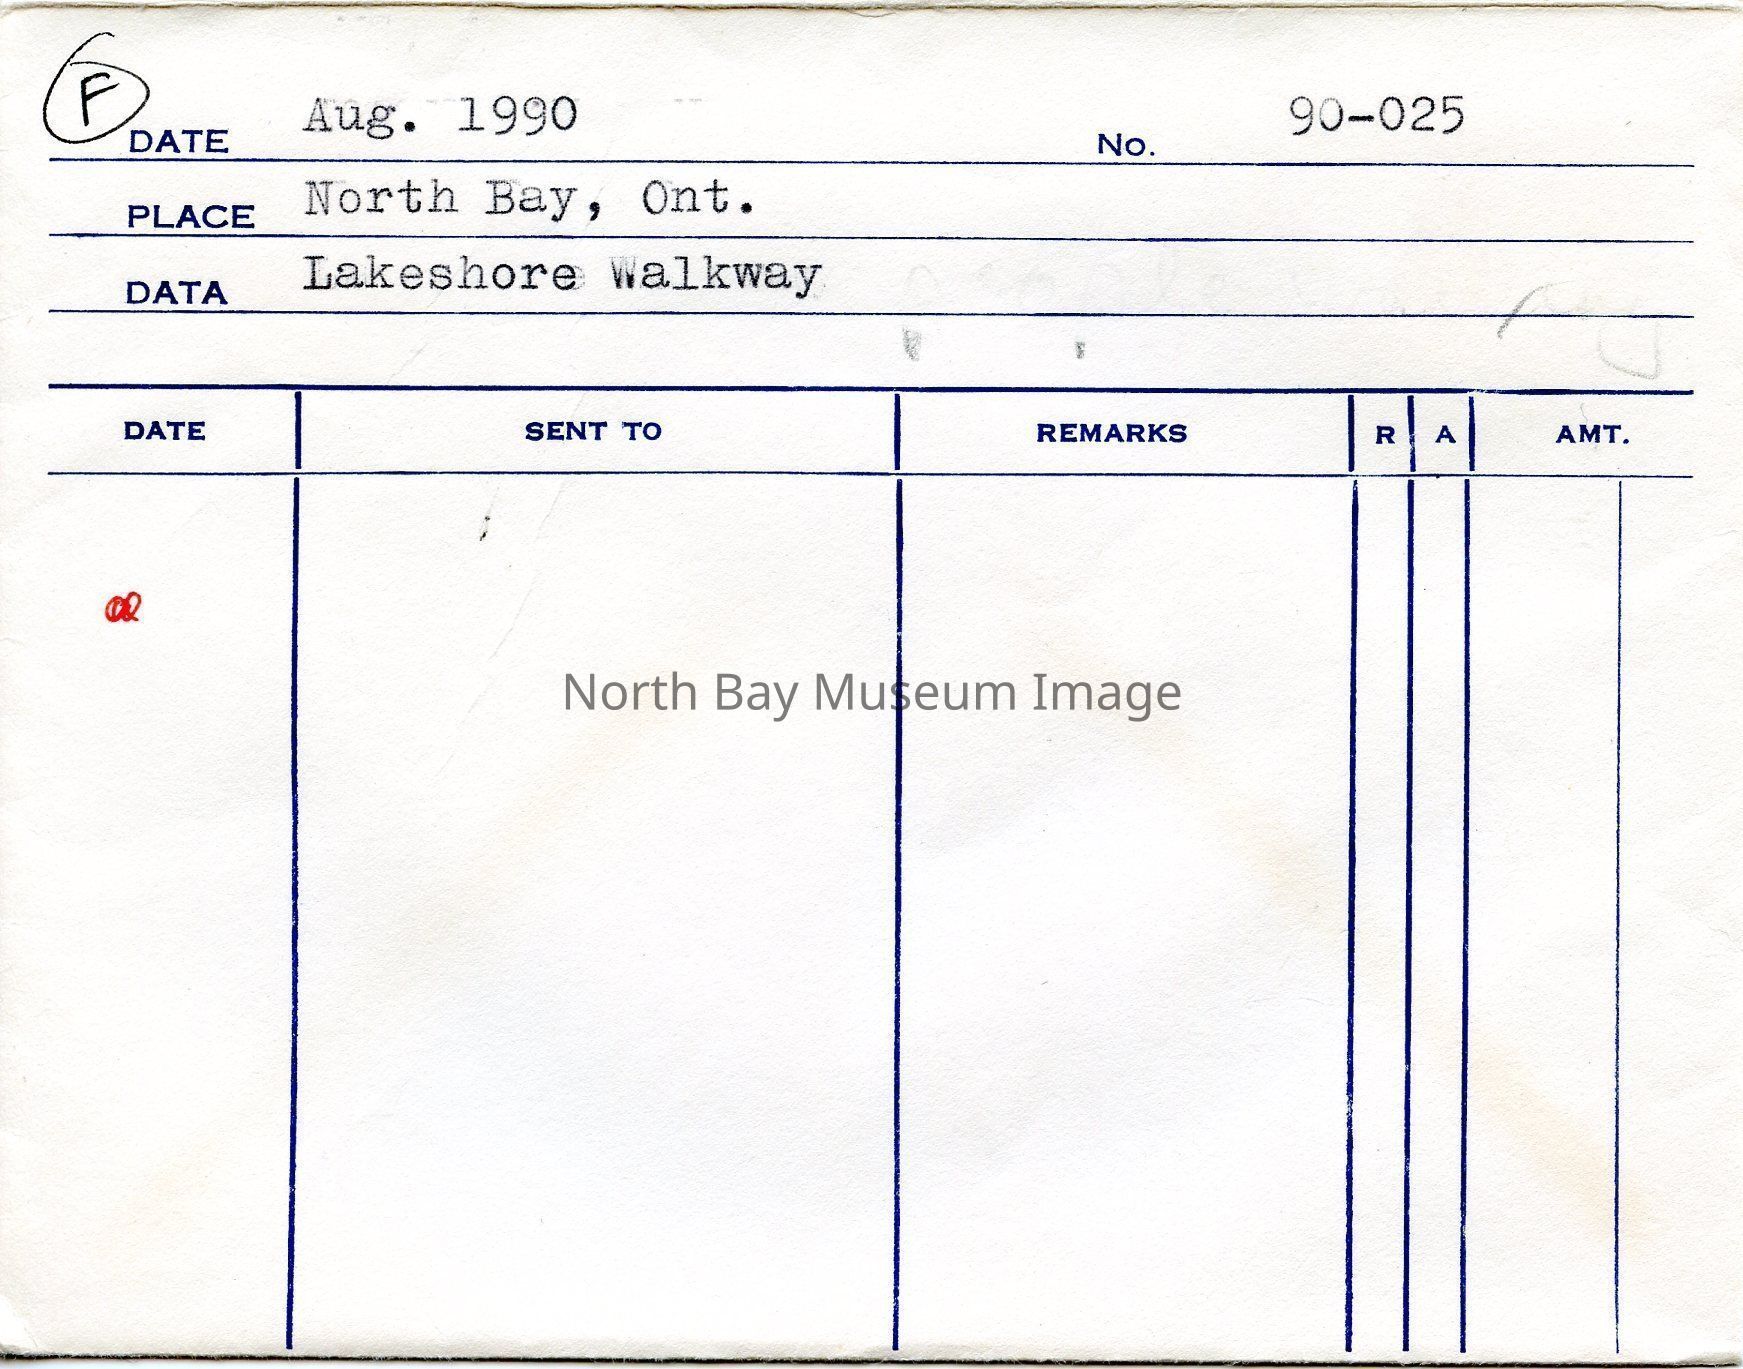 F
DATE Aug. 1990 No. 90-025
PLACE North Bay, Ont.
DATA Lakeshore Walkway
DATE SENT TO REMARKS R A AMT.
North Bay Museum Image